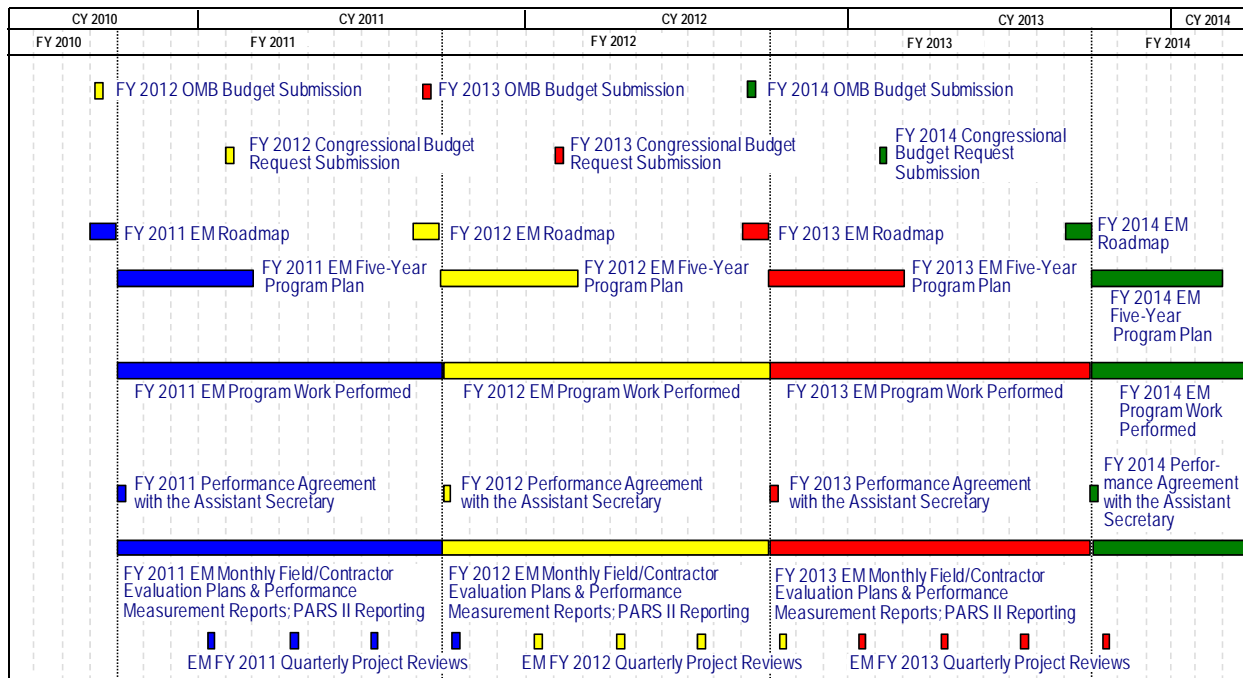 CY 2010 CY 2011 CY 2012 CY 2013 CY 2014
FY 2010 FY 2011 FY 2012 FY 2013 FY 2014
FY 2012 OMB Budget Submission
FY 2013 OMB Budget Submission
FY 2014 OMB Budget Submission
FY 2012 Congressional Budget
Request Submission
FY 2013 Congressional Budget
Request Submission
FY 2014 Congressional
Budget Request
Submission
FY 2011 EM Roadmap
FY 2012 EM Roadmap
FY 2013 EM Roadmap
FY 2014 EM
Roadmap
FY 2011 EM Five-Year
Program Plan
FY 2012 EM Five-Year
Program Plan
FY 2013 EM Five-Year
Program Plan
FY 2014 EM
Five-Year
Program Plan
FY 2011 EM Program Work Performed
FY 2012 EM Program Work Performed
FY 2013 EM Program Work Performed
FY 2014 EM
Program Work
Performed
FY 2011 Performance Agreement
with the Assistant Secretary
FY 2012 Performance Agreement
with the Assistant Secretary
FY 2013 Performance Agreement
with the Assistant Secretary
FY 2014 Perfor-
mance Agreement
with the Assistant
Secretary
FY 2011 EM Monthly Field/Contractor
Evaluation Plans & Performance
Measurement Reports; PARS II Reporting
FY 2012 EM Monthly Field/Contractor
Evaluation Plans & Performance
Measurement Reports; PARS II Reporting
FY 2013 EM Monthly Field/Contractor
Evaluation Plans & Performance
Measurement Reports; PARS II Reporting
EM FY 2011 Quarterly Project Reviews
EM FY 2012 Quarterly Project Reviews
EM FY 2013 Quarterly Project Reviews